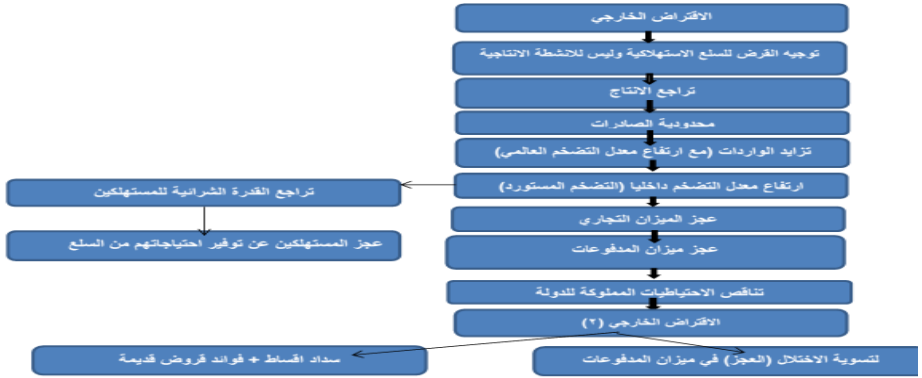 الاقتراض الخارجي
توجيه القرض للسلع الاستهلاكية وليس للانشطة الانتاجية
تراجع الانتاج
محدودية الصادرات
تزايد الواردات (مع ارتفاع معدل التضخم العالمي)
ارتفاع معدل التضخم داخليا (التضخم المستورد)
تراجع القدرة الشرائية للمستهلكين
عجز الميزان التجاري
عجز المستهلكين عن توفير احتياجاتهم من السلع
عجز ميزان المدفوعات
تناقص الاحتياطيات المملوكة للدولة
الاقتراض الخارجي (٢)
لتسوية الاختلال (العجز) في ميزان المدفوعات
سداد اقساط + فوائد قروض قديمة